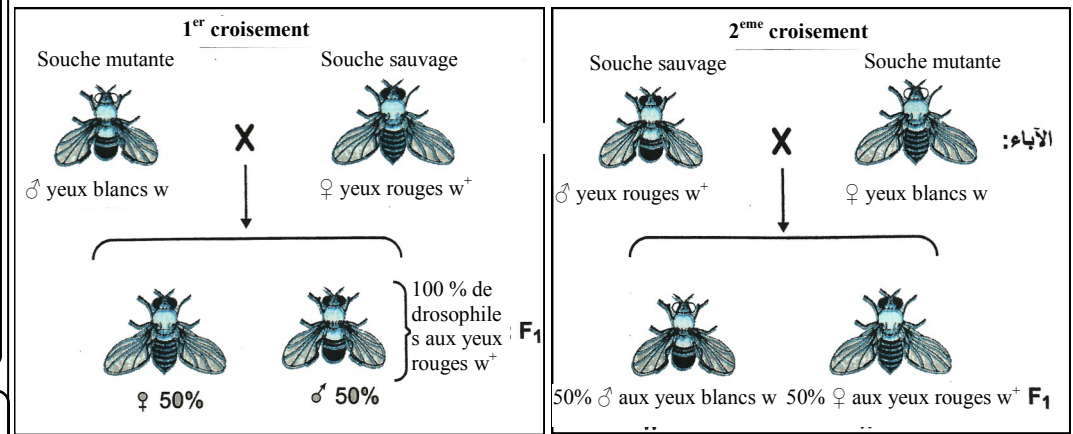 1er croisement
Souche mutante
Souche sauvage
X
♂ yeux blancs w
♀ yeux rouges w+
100 % de
drosophile
s aux yeux
rouges w+
F1
♀ 50%
♂ 50%
2eme croisement
Souche sauvage
Souche mutante
X
الآباء:
♂ yeux rouges w+
♀ yeux blancs w
50% ♂ aux yeux blancs w 50% ♀ aux yeux rouges w+ F1